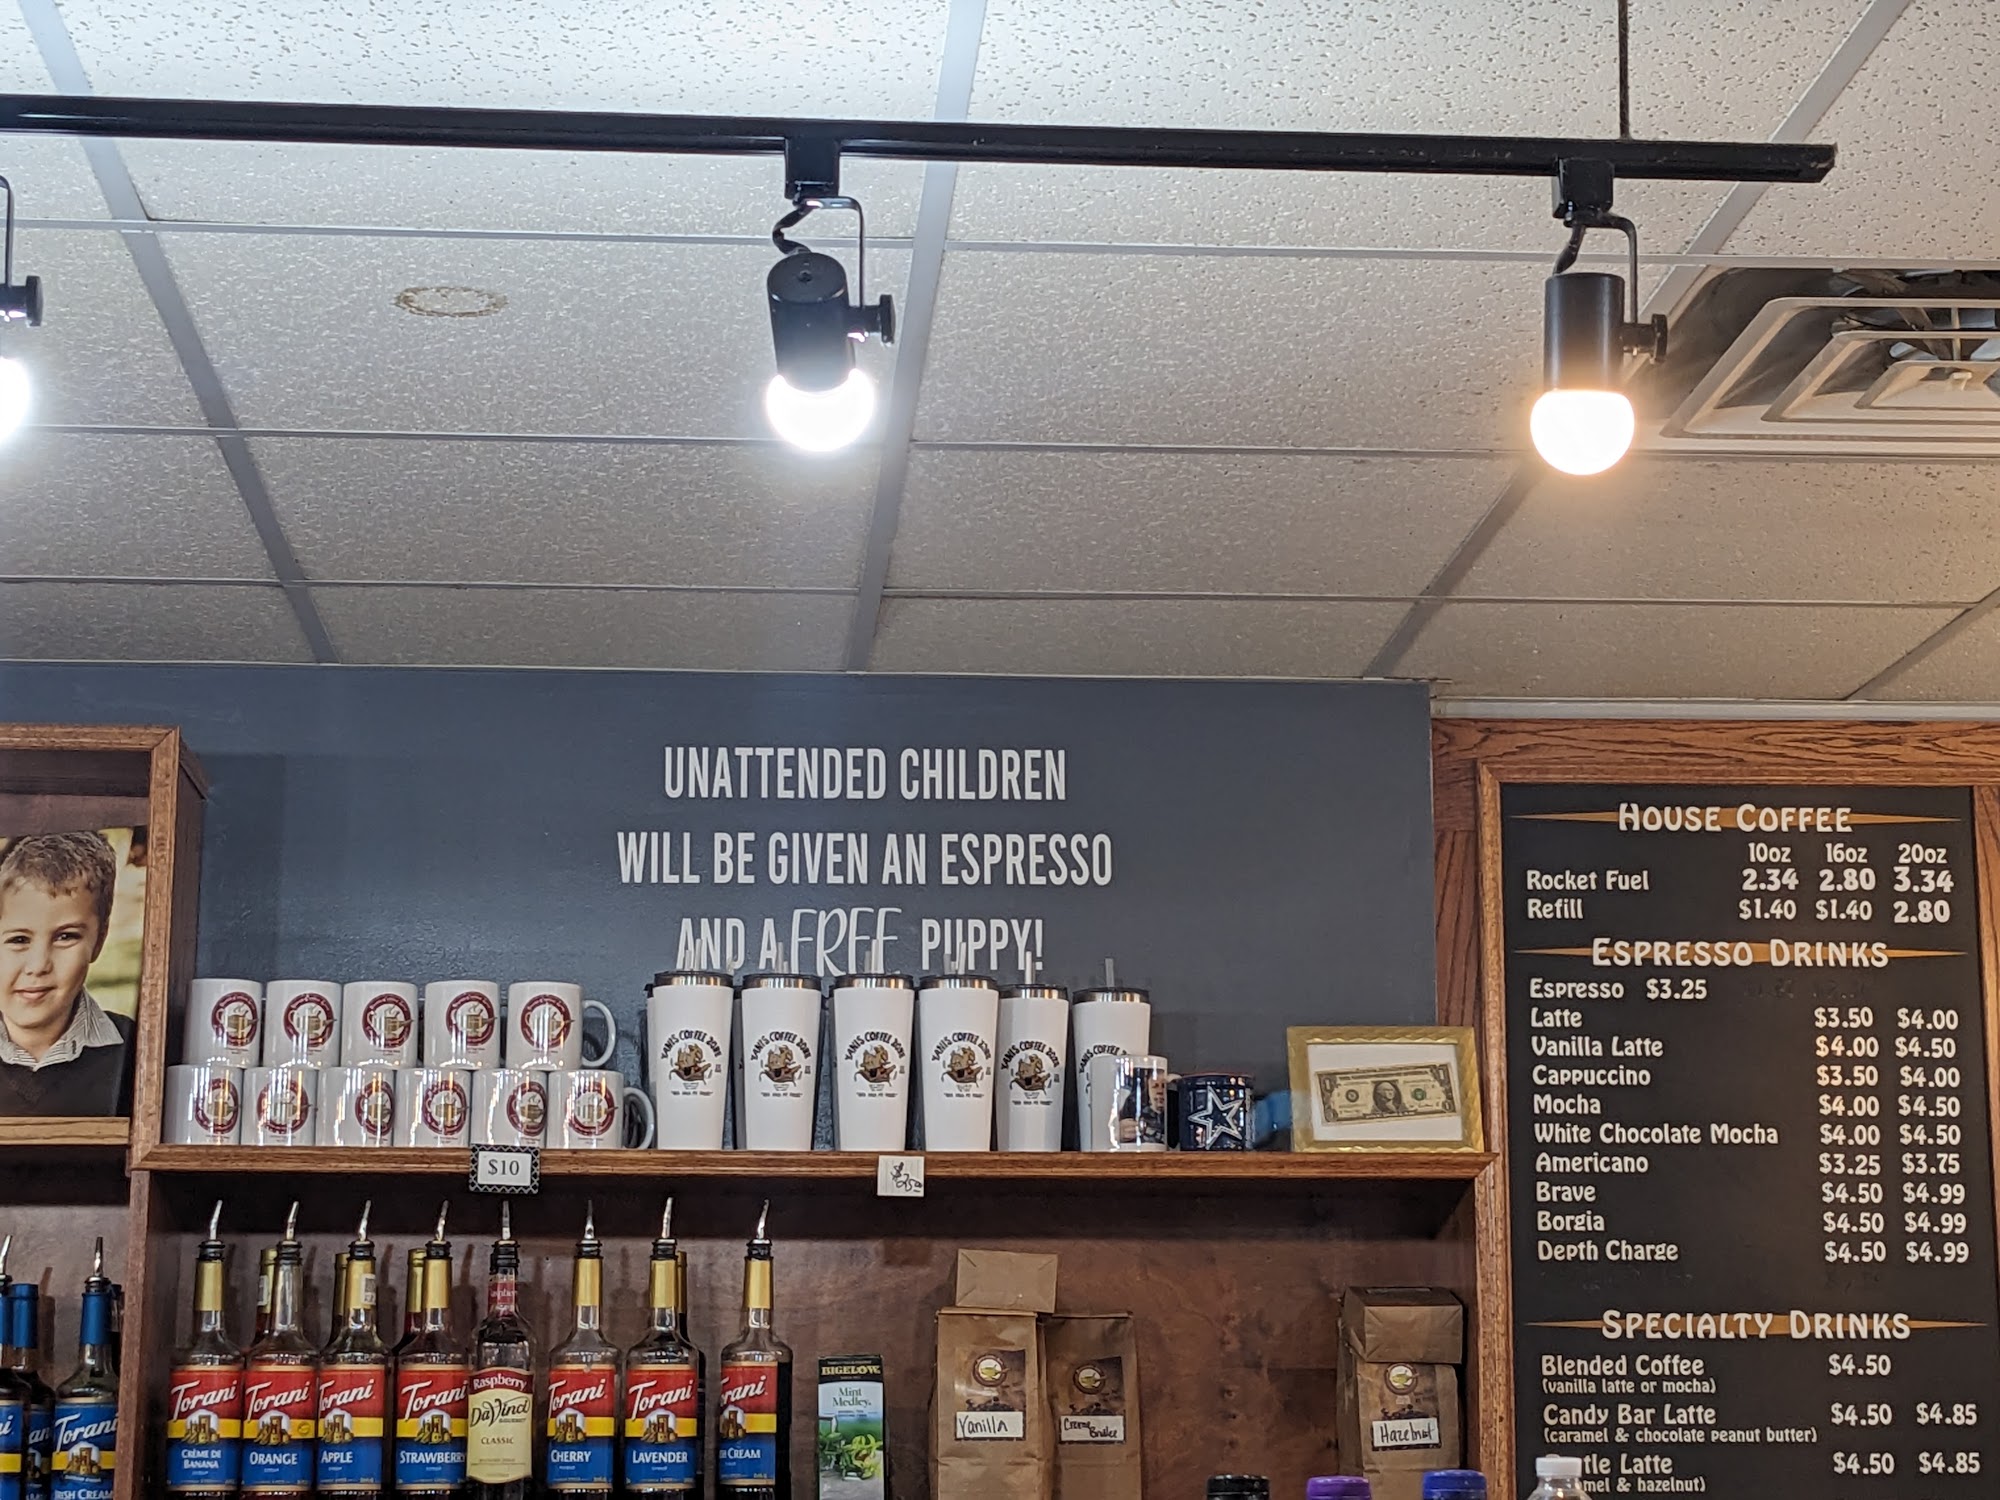 UNATTENDED CHILDREN
WILL BE GIVEN AN ESPRESSO
AND A FREE PUPPY!
HOUSE COFFEE
10oz 16oz 20oz
Rocket Fuel 2.34 2.80 3.34
Refill $1.40 $1.40 2.80
ESPRESSO DRINKS
Espresso $3.25
Latte $3.50 $4.00
Vanilla Latte $4.00 $4.50
Cappuccino $3.50 $4.00
Mocha $4.00 $4.50
White Chocolate Mocha $4.00 $4.50
Americano $3.25 $3.75
Brave $4.50 $4.99
Borgia $4.50 $4.99
Depth Charge $4.50 $4.99
SPECIALTY DRINKS
Blended Coffee $4.50
(vanilla latte or mocha)
Candy Bar Latte $4.50 $4.85
(caramel & chocolate peanut butter)
Latte $4.50 $4.85
& hazelnut)
$10
Torani
CRÈME DE
BANANA
Torani
ORANGE
Torani
APPLE
Torani
STRAWBERRY
Raspberry
DaVinci
GOURMET
CLASSIC
Torani
CHERRY
Torani
LAVENDER
Torani
CREAM
Torani
BIGELOW
Mint
Medley
Vanilla
Creme
Brulee
Hazelnut